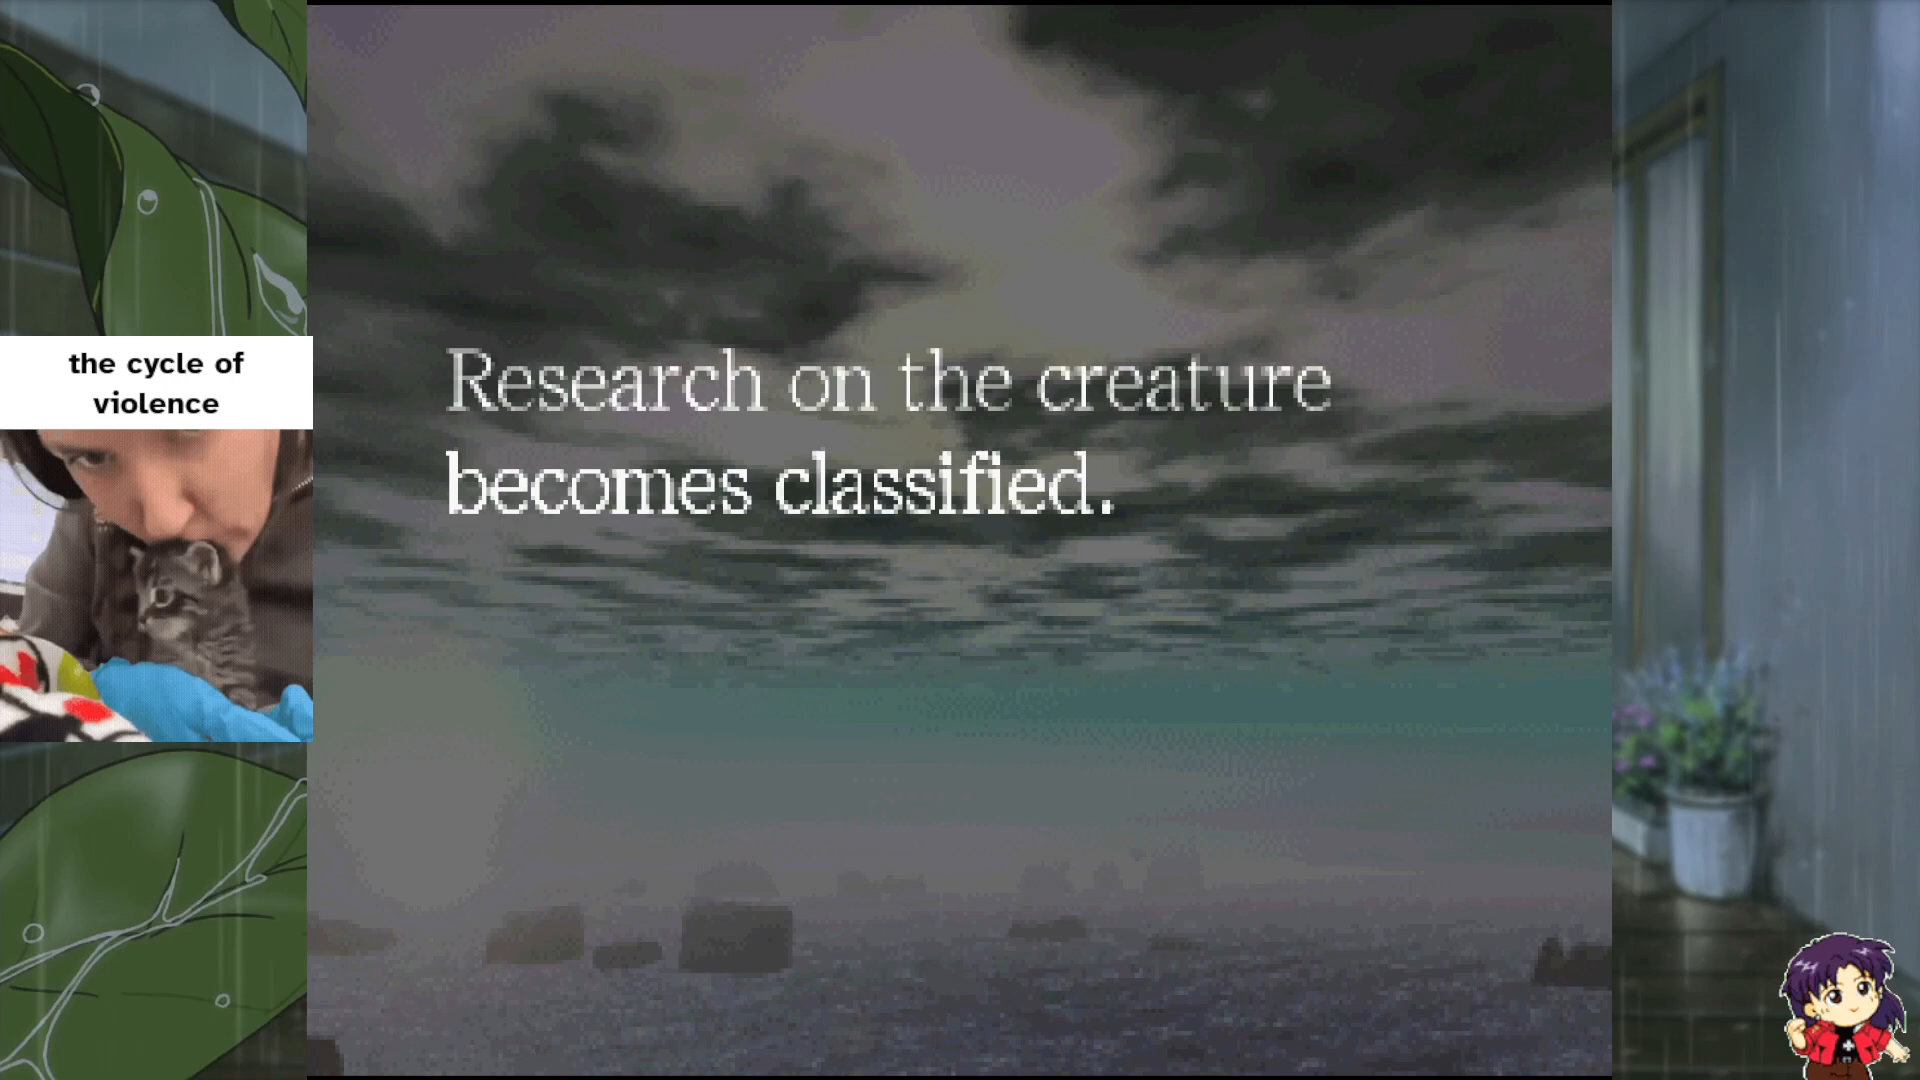 the cycle of
violence
Research on the creature
becomes classified.